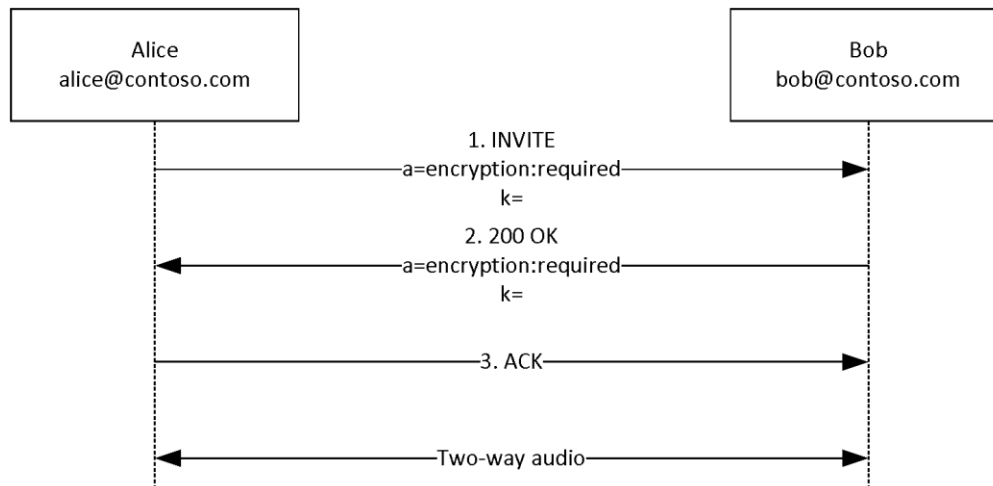 Alice
alice@contoso.com
Bob
bob@contoso.com
1. INVITE
a=encryption:required
k=
2. 200 OK
a=encryption:required
k=
3. ACK
Two-way audio